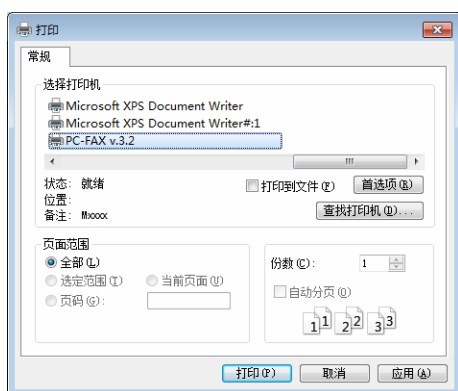 打印
常规
选择打印机
Microsoft XPS Document Writer
Microsoft XPS Document Writer#:1
PC-FAX v.3.2
状态: 就绪
打印到文件(F)
首选项(R)
位置:
备注: Mxxxx
查找打印机(D)...
页面范围
全部(L)
选定范围(T)
当前页面(U)
页码(G):
份数(C): 1
自动分页(O)
1 1 2 2 3 3
打印(P)
取消
应用(A)